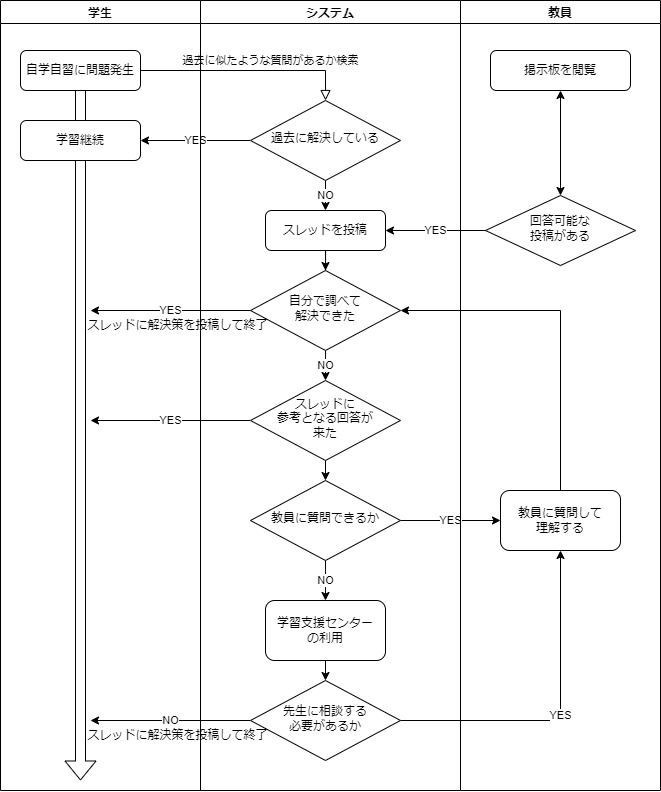 学生
システム
教員
過去に似たような質問があるか検索
自学自習に問題発生
掲示板を閲覧
学習継続
YES
過去に解決している
NO
スレッドを投稿
YES
回答可能な
投稿がある
自分で調べて
解決できた
YES
スレッドに解決策を投稿して終了
NO
スレッドに
参考となる回答が
来た
YES
教員に質問できるか
YES
教員に質問して
理解する
NO
学習支援センター
の利用
先生に相談する
必要があるか
NO
スレッドに解決策を投稿して終了
YES